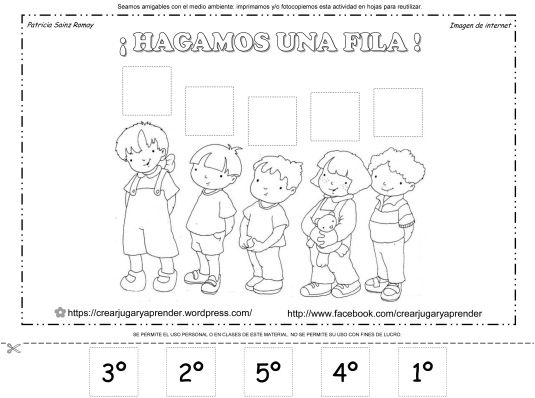 Seamos amigables con el medio ambiente: imprimamos y/o fotocopiemos esta actividad en hojas para reutilizar.
Patricia Sainz Romay
Imagen de internet
¡ HAGAMOS UNA FILA !
https://crearjugaryaprender.wordpress.com/
http://www.facebook.com/crearjugaryaprender
SE PERMITE EL USO PERSONAL O EN CLASES DE ESTE MATERIAL. NO SE PERMITE SU USO CON FINES DE LUCRO.
3º 2º 5º 4º 1º